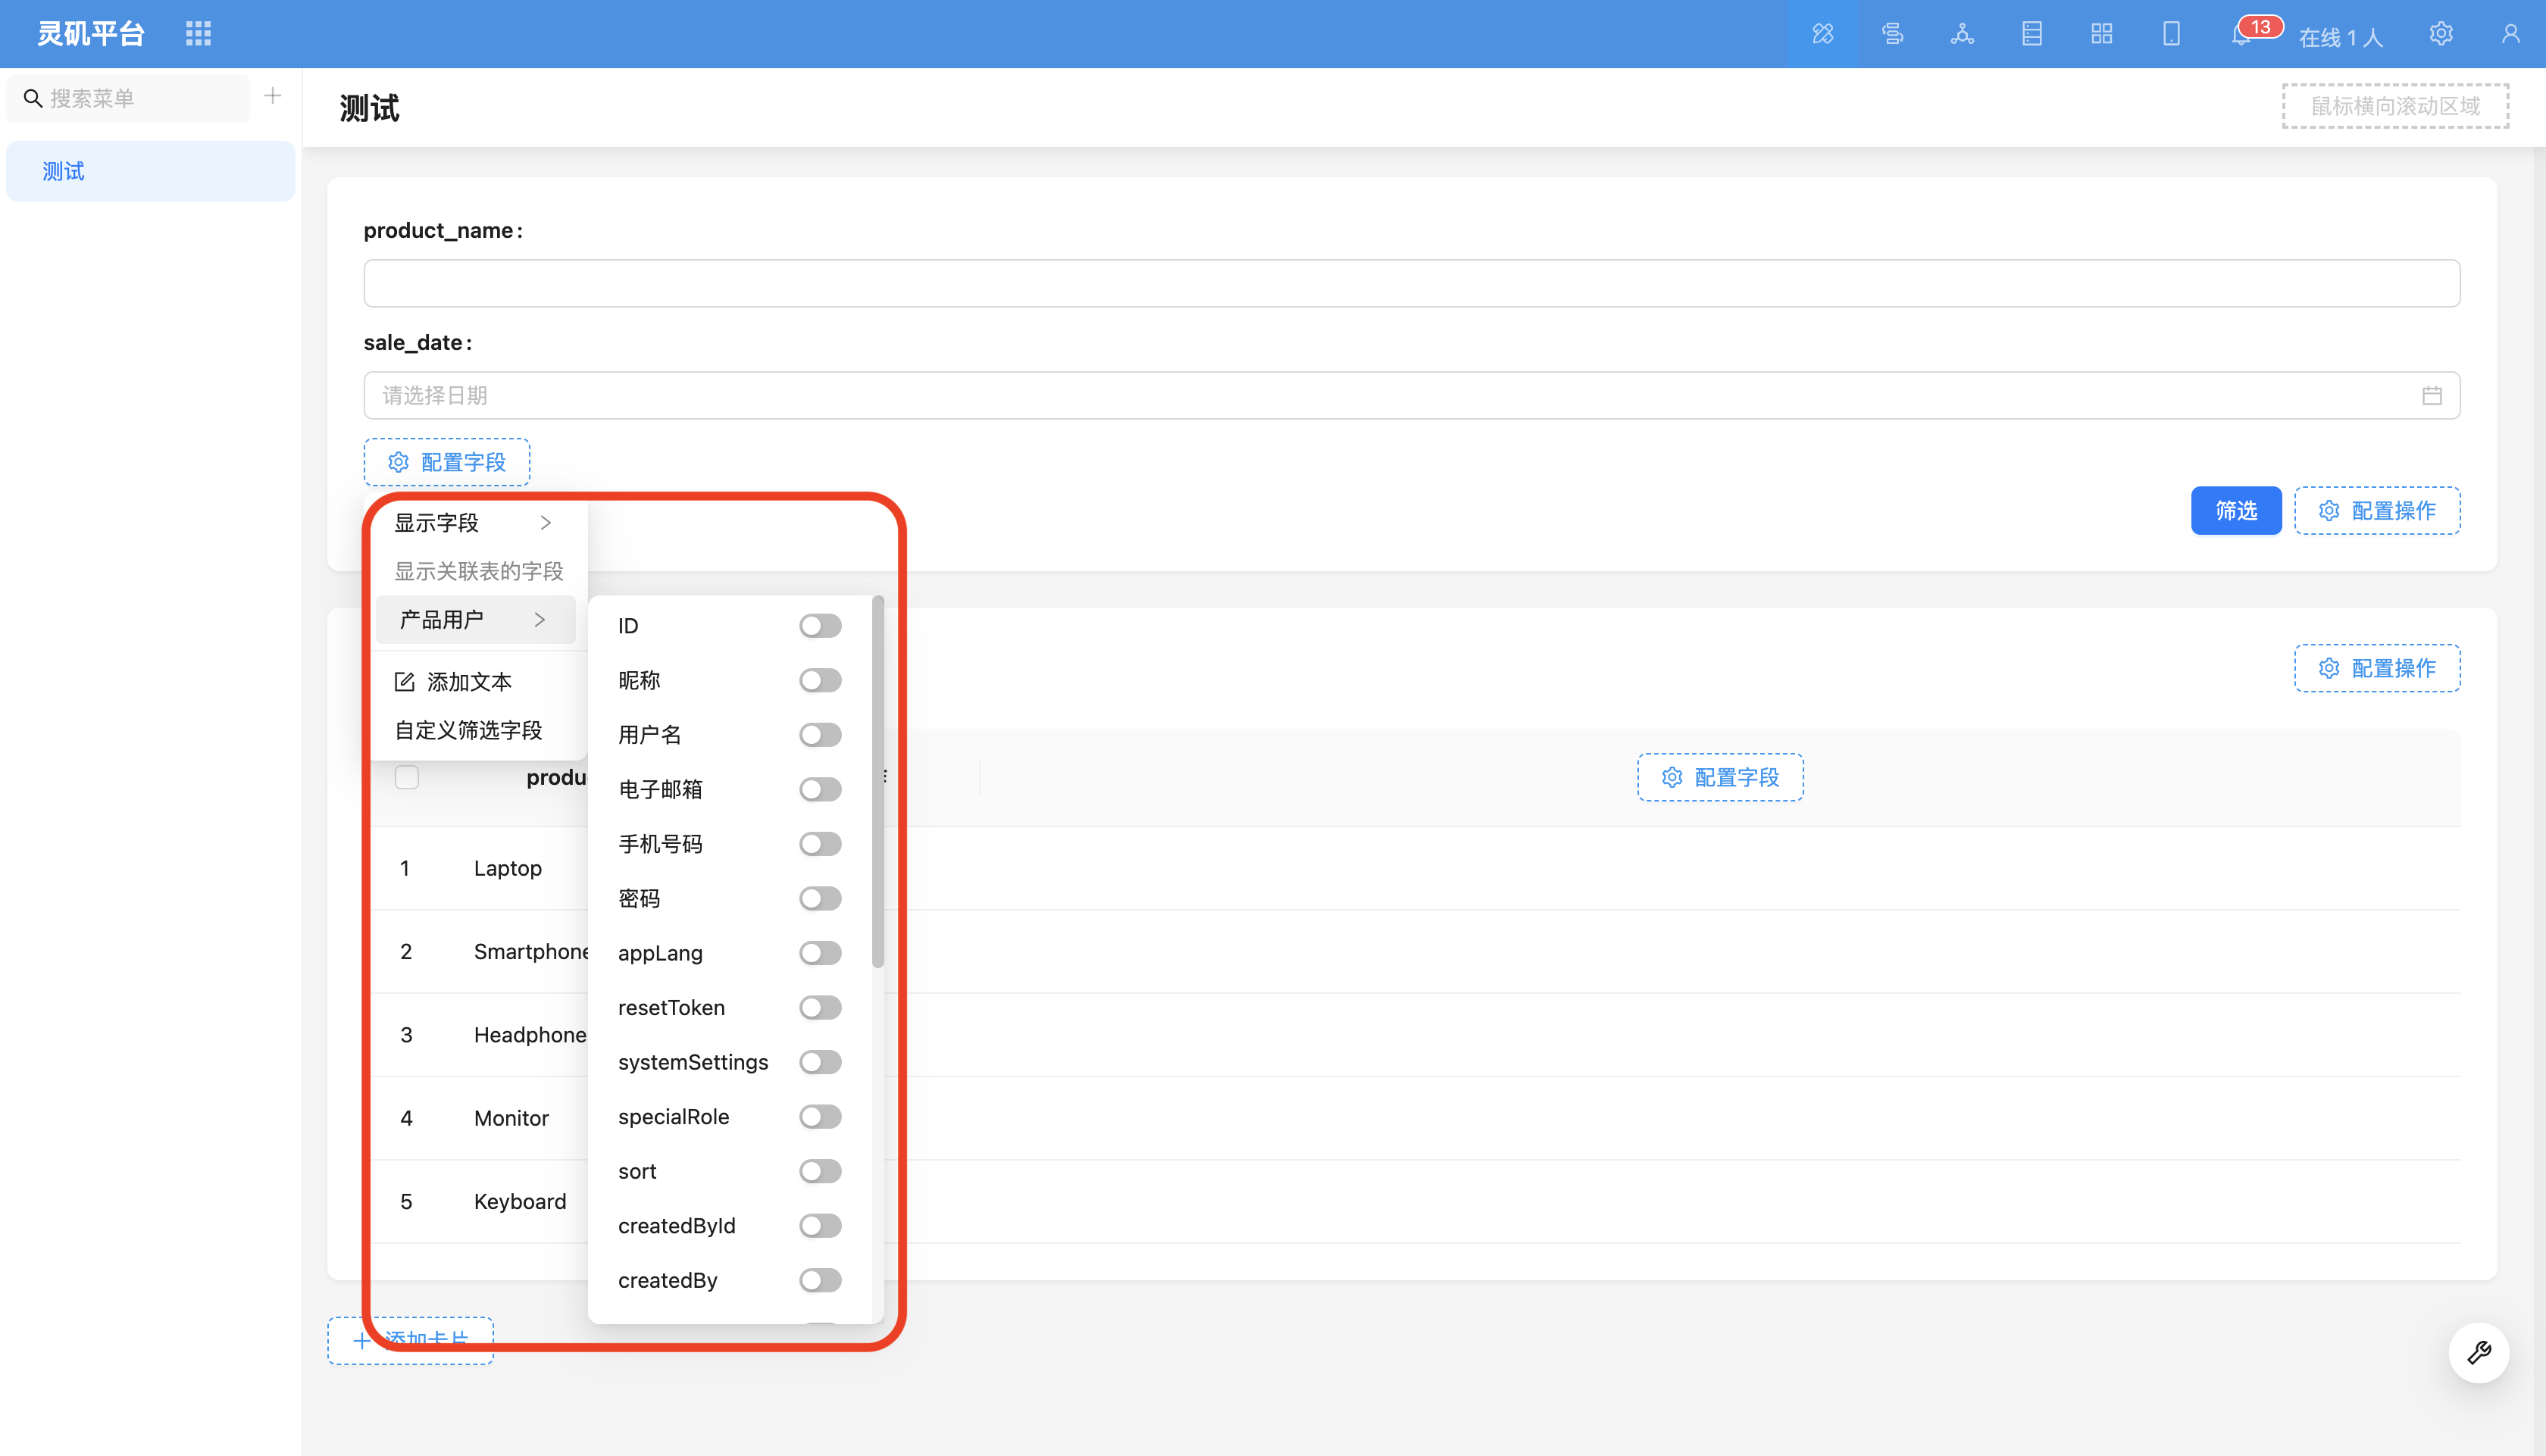 灵矶平台
13
在线 1 人
搜索菜单
测试
测试
鼠标横向滚动区域
product_name:
sale_date:
请选择日期
配置字段
筛选
配置操作
显示字段
显示关联表的字段
产品用户
添加文本
自定义筛选字段
ID
昵称
用户名
电子邮箱
手机号码
密码
appLang
resetToken
systemSettings
specialRole
sort
createdById
createdBy
配置操作
produ
配置字段
1 Laptop
2 Smartphone
3 Headphone
4 Monitor
5 Keyboard
添加卡片